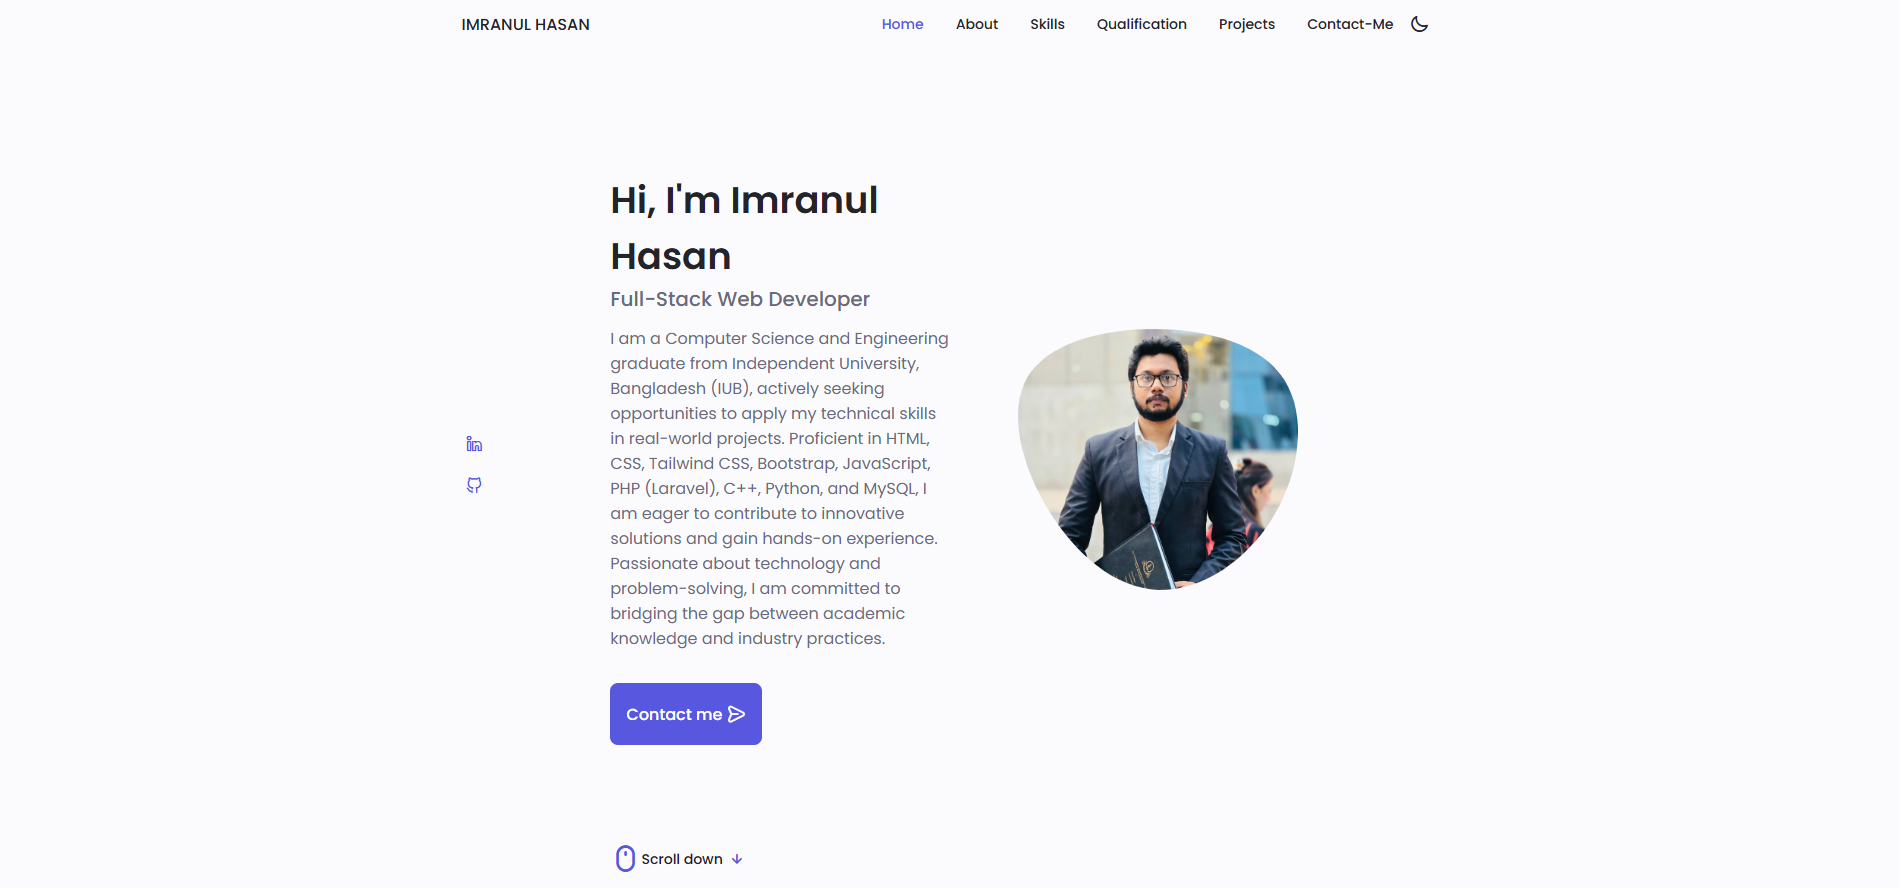 IMRANUL HASAN
Home
About
Skills
Qualification
Projects
Contact-Me
Hi, I'm Imranul
Hasan
Full-Stack Web Developer
I am a Computer Science and Engineering
graduate from Independent University,
Bangladesh (IUB), actively seeking
opportunities to apply my technical skills
in real-world projects. Proficient in HTML,
CSS, Tailwind CSS, Bootstrap, JavaScript,
PHP (Laravel), C++, Python, and MySQL, I
am eager to contribute to innovative
solutions and gain hands-on experience.
Passionate about technology and
problem-solving, I am committed to
bridging the gap between academic
knowledge and industry practices.
Contact me
Scroll down